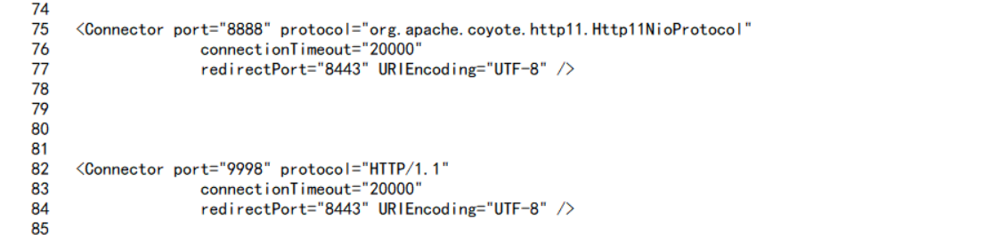 74
75 <Connector port="8888" protocol="org.apache.coyote.http11.Http11NioProtocol"
76 connectionTimeout="20000"
77 redirectPort="8443" URIEncoding="UTF-8" />
78
79
80
81
82 <Connector port="9998" protocol="HTTP/1.1"
83 connectionTimeout="20000"
84 redirectPort="8443" URIEncoding="UTF-8" />
85